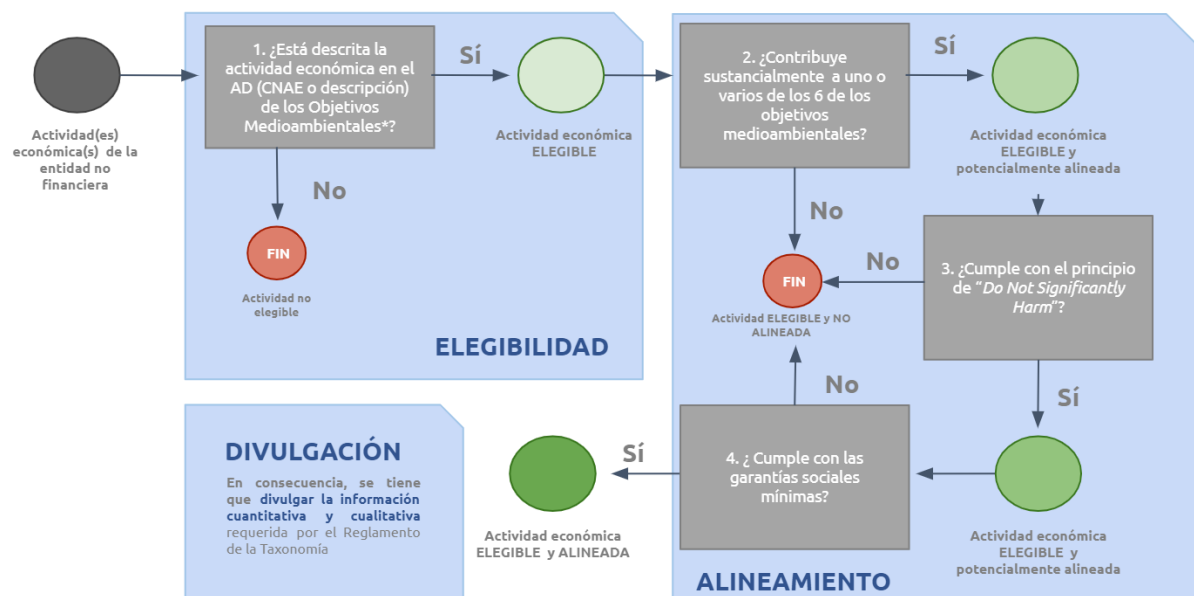 Actividad(es)
económica(s) de la
entidad no
financiera
1. ¿Está descrita la
actividad económica en el
AD (CNAE o descripción)
de los Objetivos
Medioambientales*?
Sí
Actividad económica
ELEGIBLE
No
FIN
Actividad no
elegible
ELEGIBILIDAD
2. ¿Contribuye
sustancialmente a uno o
varios de los 6 de los
objetivos
medioambientales?
Sí
Actividad económica
ELEGIBLE y
potencialmente alineada
No
FIN
Actividad ELEGIBLE y NO
ALINEADA
No
3. ¿Cumple con el principio
de "Do Not Significantly
Harm"?
Sí
Actividad económica
ELEGIBLE y
potencialmente alineada
4. ¿ Cumple con las
garantías sociales
mínimas?
No
Sí
Actividad económica
ELEGIBLE y ALINEADA
ALINEAMIENTO
DIVULGACIÓN
En consecuencia, se tiene
que divulgar la información
cuantitativa y cualitativa
requerida por el Reglamento
de la Taxonomía